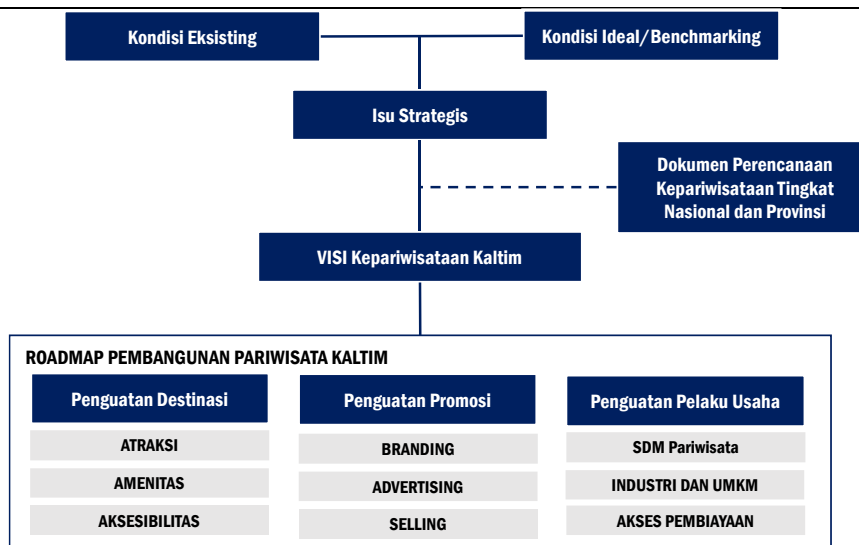 Kondisi Eksisting
Kondisi Ideal/Benchmarking
Isu Strategis
Dokumen Perencanaan
Kepariwisataan Tingkat
Nasional dan Provinsi
VISI Kepariwisataan Kaltim
ROADMAP PEMBANGUNAN PARIWISATA KALTIM
Penguatan Destinasi
ATRAKSI
AMENITAS
AKSESIBILITAS
Penguatan Promosi
BRANDING
ADVERTISING
SELLING
Penguatan Pelaku Usaha
SDM Pariwisata
INDUSTRI DAN UMKM
AKSES PEMBIAYAAN